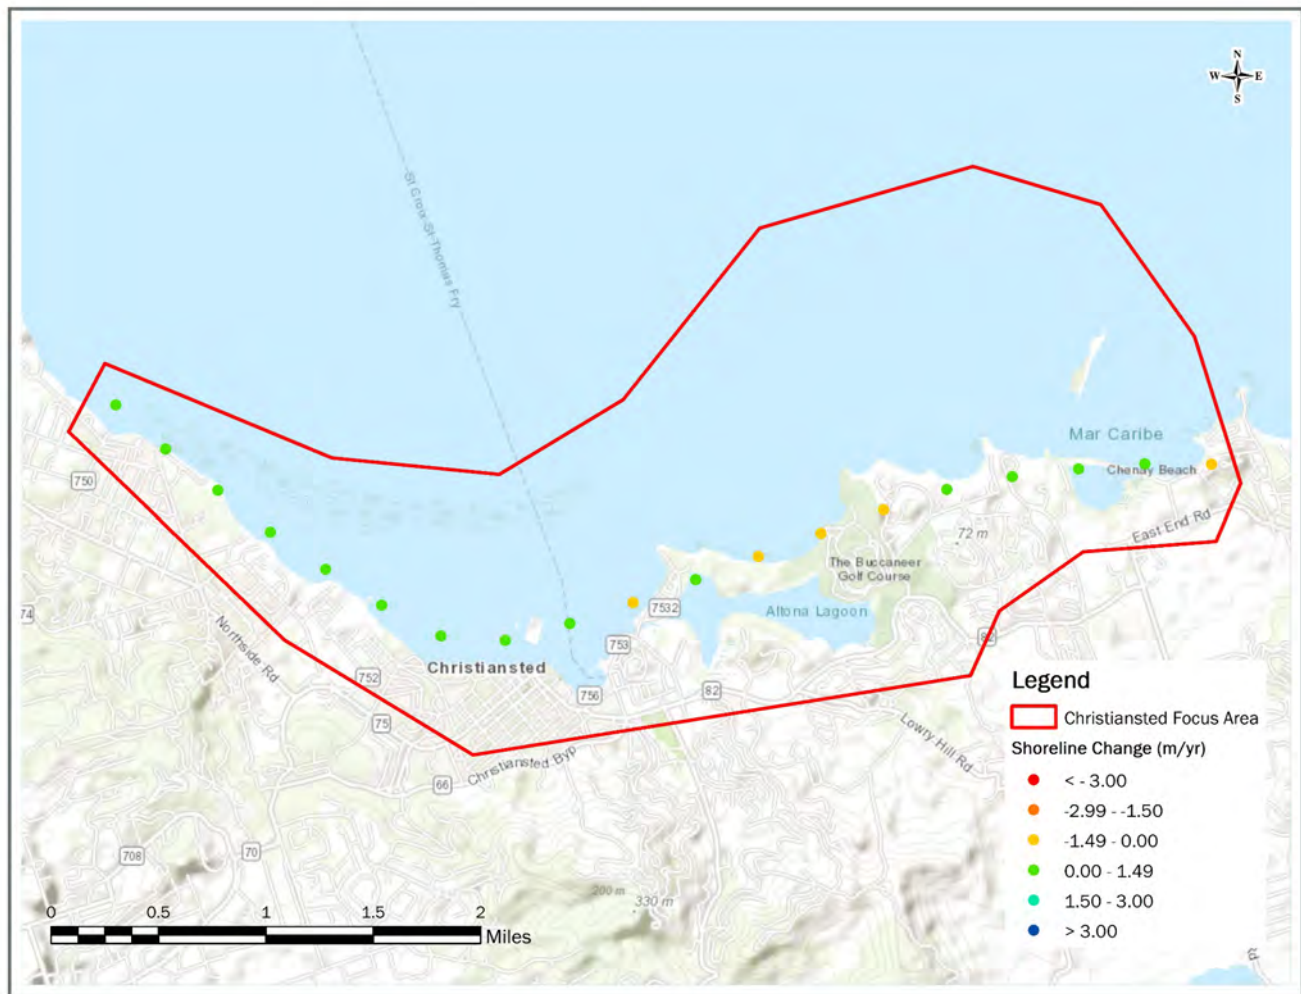 N
W E
S
St Croix-St Thomas Fry
Mar Caribe
Chenay Beach
750
East End Rd
72 m
The Buccaneer
Golf Course
74
7532
Altona Lagoon
Northside Rd
753
82
Christiansted
752
756
82
75
Lowry Hill Rd
Christiansted Byp
66
708
70
200 m
330 m
Rd
0 0.5 1 1.5 2
Miles
Legend
Christiansted Focus Area
Shoreline Change (m/yr)
< - 3.00
-2.99 - -1.50
-1.49 - 0.00
0.00 - 1.49
1.50 - 3.00
> 3.00